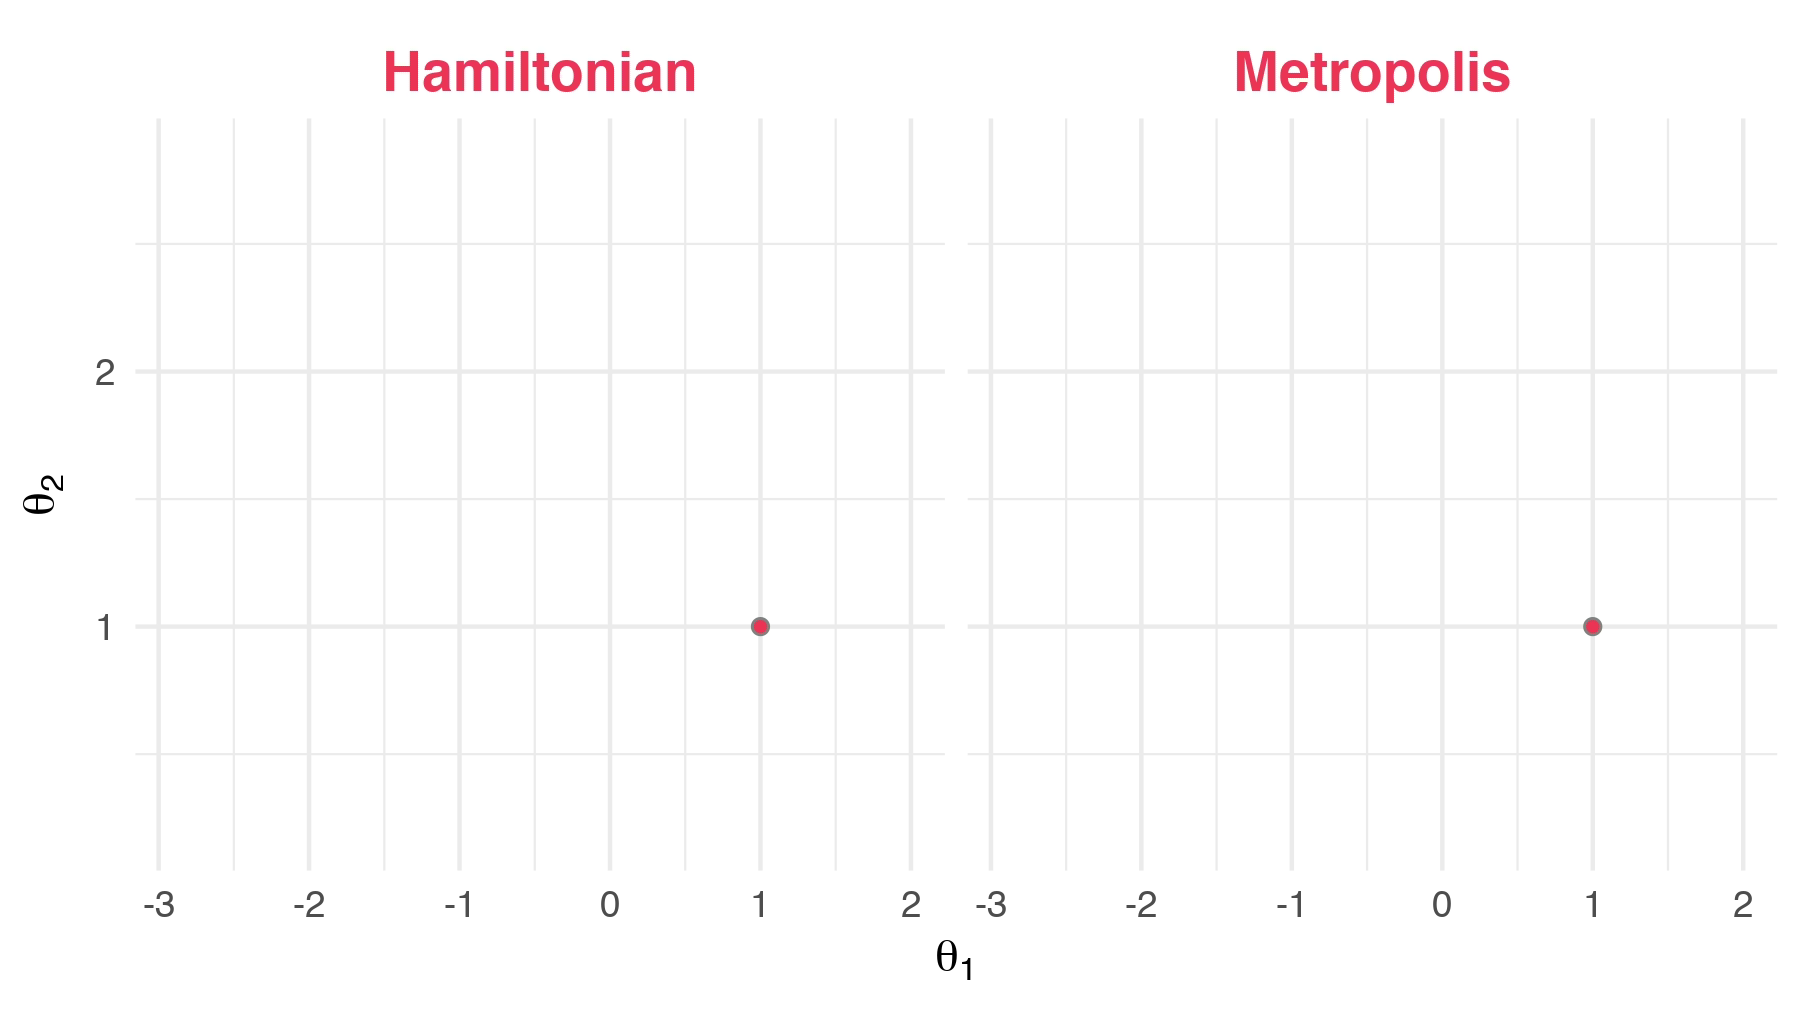 Hamiltonian Metropolis
2
1
θ2
-3 -2 -1 0 1 2 -3 -2 -1 0 1 2
θ1